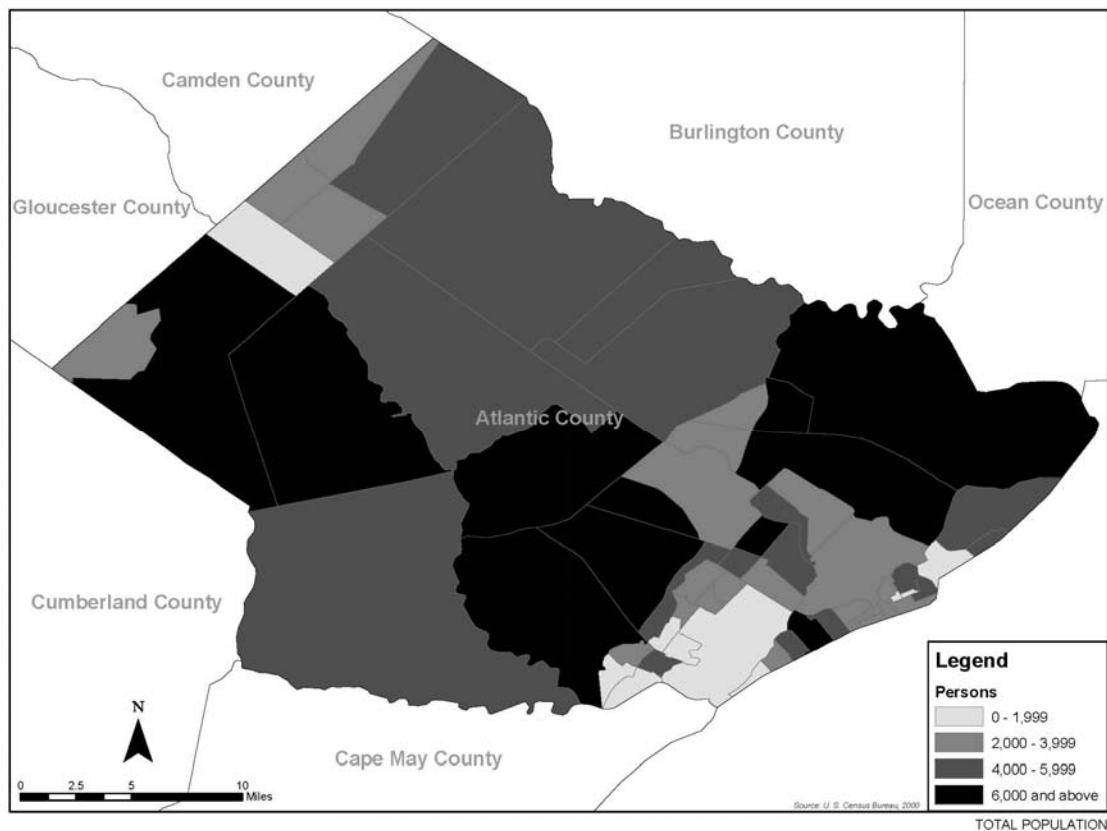 Camden County
Burlington County
Gloucester County
Ocean County
Atlantic County
Cumberland County
Cape May County
N
0 2.5 5 10
Miles
Legend
Persons
0 - 1,999
2,000 - 3,999
4,000 - 5,999
6,000 and above
Source: U. S. Census Bureau, 2000
TOTAL POPULATION